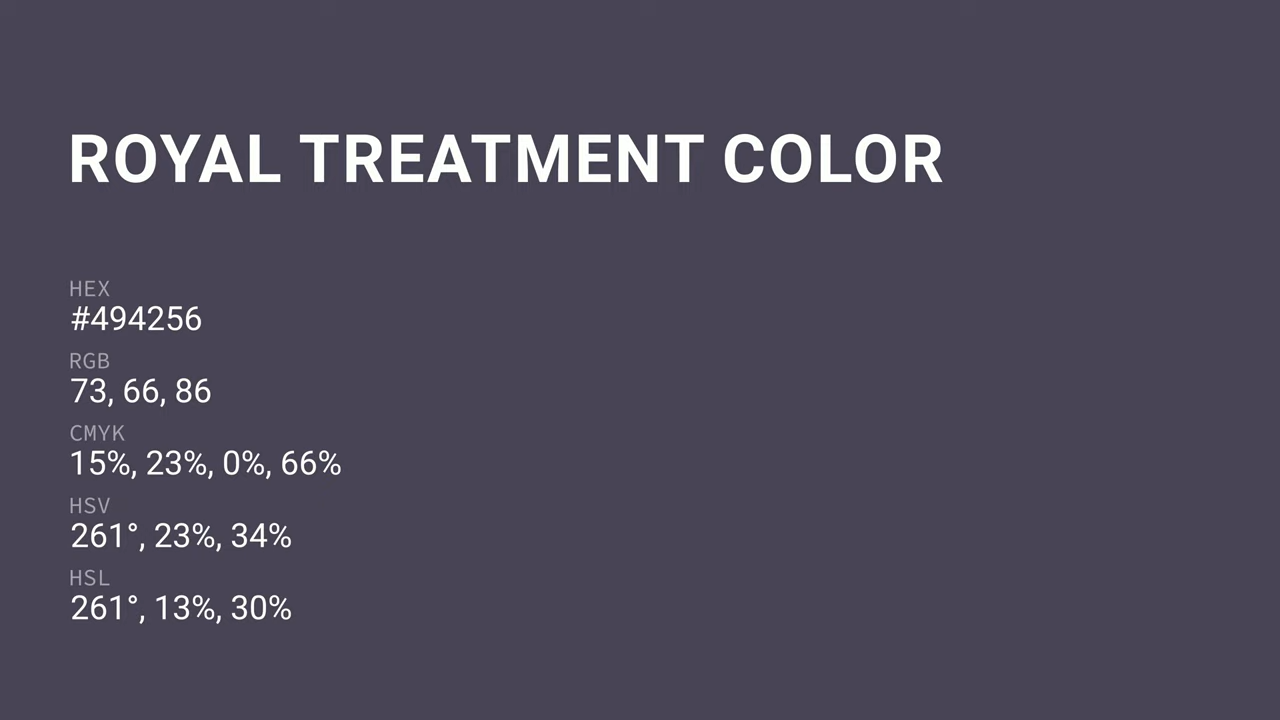 ROYAL TREATMENT COLOR
HEX
#494256
RGB
73, 66, 86
CMYK
15%, 23%, 0%, 66%
HSV
261°, 23%, 34%
HSL
261°, 13%, 30%